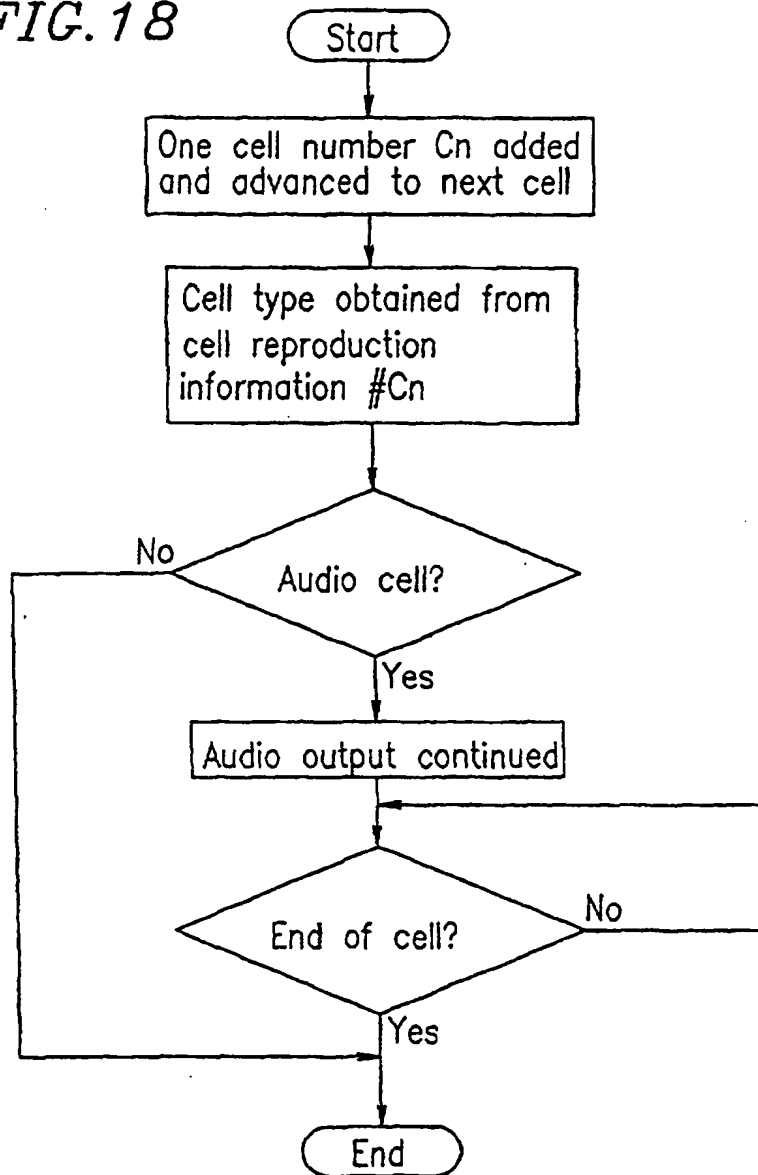 FIG. 18
Start
One cell number Cn added
and advanced to next cell
Cell type obtained from
cell reproduction
information #Cn
No
Audio cell?
Yes
Audio output continued
End of cell?
No
Yes
End